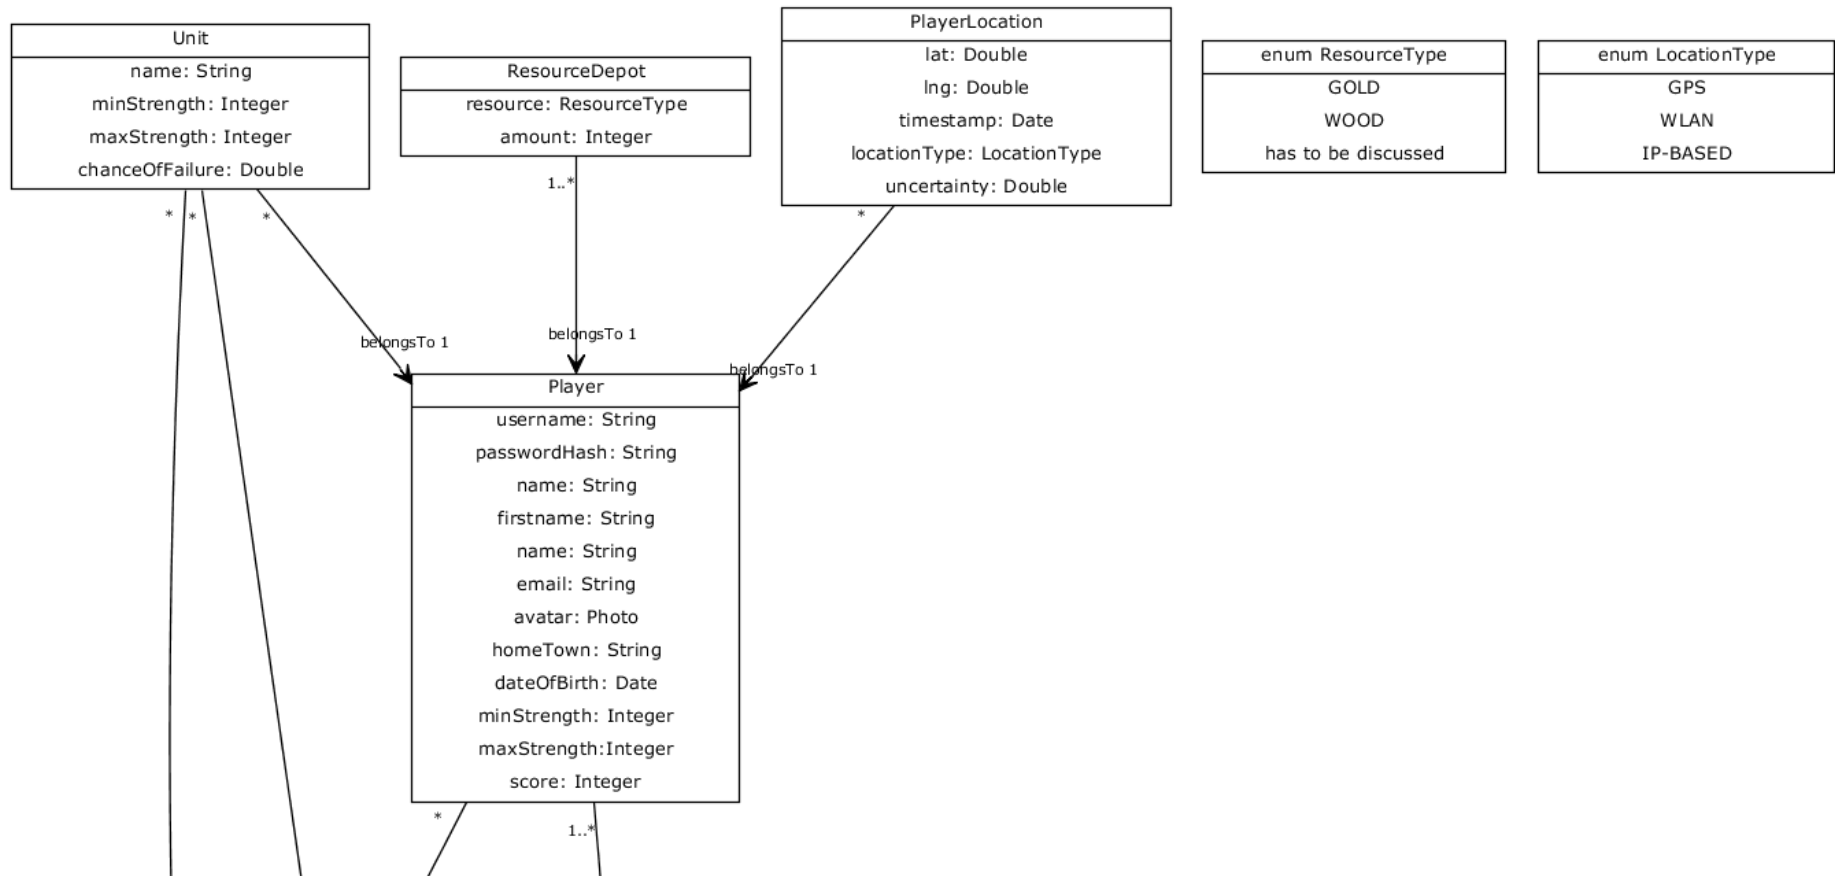 Unit
name: String
minStrength: Integer
maxStrength: Integer
chanceOfFailure: Double
ResourceDepot
resource: ResourceType
amount: Integer
PlayerLocation
lat: Double
lng: Double
timestamp: Date
locationType: LocationType
uncertainty: Double
enum ResourceType
GOLD
WOOD
has to be discussed
enum LocationType
GPS
WLAN
IP-BASED
*
*
*
1..*
*
belongsTo 1
belongsTo 1
belongsTo 1
Player
username: String
passwordHash: String
name: String
firstname: String
name: String
email: String
avatar: Photo
homeTown: String
dateOfBirth: Date
minStrength: Integer
maxStrength:Integer
score: Integer
*
1..*